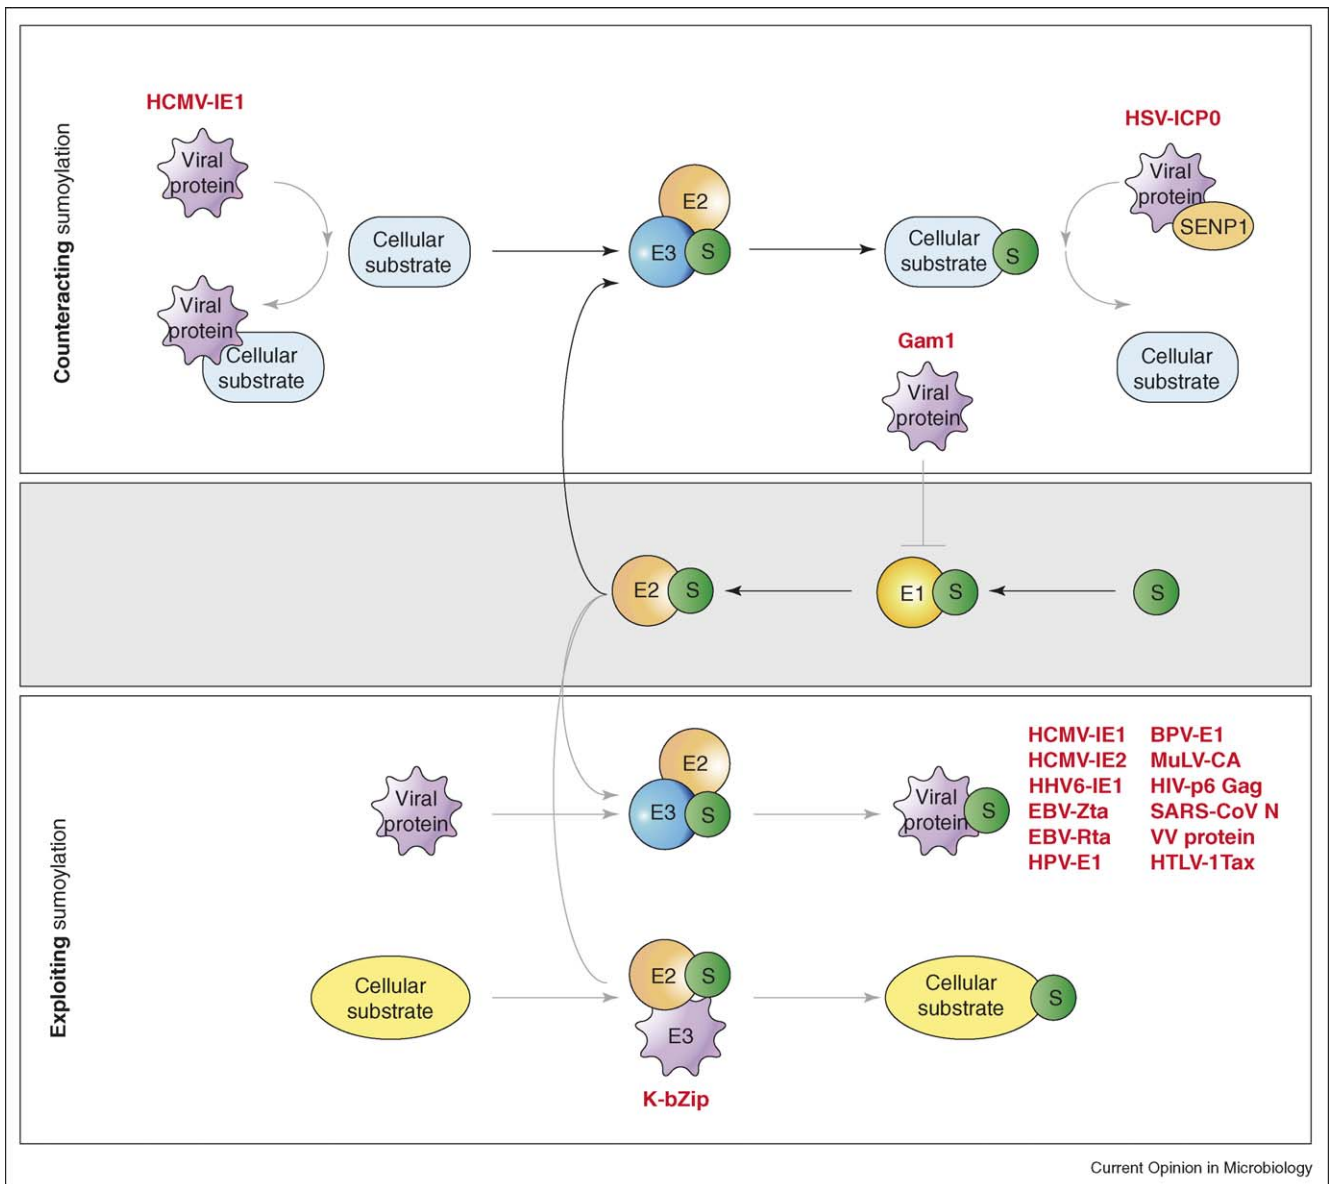 Counteracting sumoylation
HCMV-IE1
Viral
protein
Viral
protein
Cellular
substrate
Cellular
substrate
E2
E3
S
Cellular
substrate
S
HSV-ICP0
Viral
protein
SENP1
Cellular
substrate
Gam1
Viral
protein
E2
S
E1
S
S
Exploiting sumoylation
Viral
protein
E2
E3
S
Viral
protein
S
HCMV-IE1 BPV-E1
HCMV-IE2 MuLV-CA
HHV6-IE1 HIV-p6 Gag
EBV-Zta SARS-CoV N
EBV-Rta VV protein
HPV-E1 HTLV-1Tax
Cellular
substrate
E2
S
E3
K-bZip
Cellular
substrate
S
Current Opinion in Microbiology